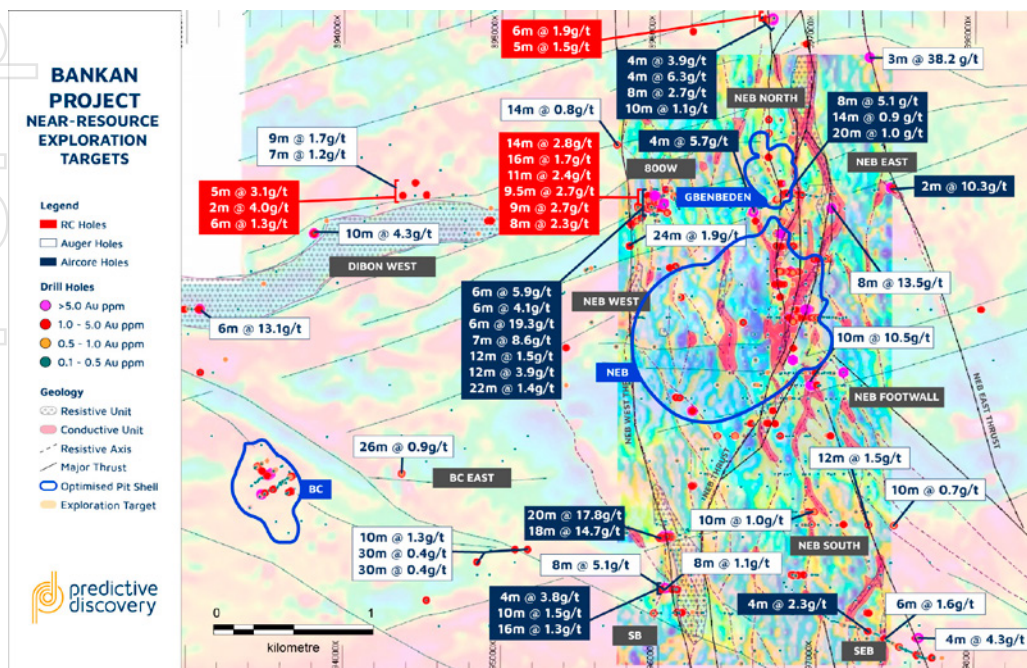 BANKAN
PROJECT
NEAR-RESOURCE
EXPLORATION
TARGETS
Legend
RC Holes
Auger Holes
Aircore Holes
Drill Holes
>5.0 Au ppm
1.0 - 5.0 Au ppm
0.5 - 1.0 Au ppm
0.1 - 0.5 Au ppm
Geology
Resistive Unit
Conductive Unit
Resistive Axis
Major Thrust
Optimised Pit Shell
Exploration Target
predictive
discovery
394000X
397000X
6m @ 1.9g/t
5m @ 1.5g/t
4m @ 3.9g/t
4m @ 6.3g/t
8m @ 2.7g/t
10m @ 1.1g/t
NEB NORTH
3m @ 38.2 g/t
8m @ 5.1 g/t
14m @ 0.9 g/t
20m @ 1.0 g/t
14m @ 0.8g/t
9m @ 1.7g/t
7m @ 1.2g/t
14m @ 2.8g/t
16m @ 1.7g/t
11m @ 2.4g/t
9.5m @ 2.7g/t
9m @ 2.7g/t
8m @ 2.3g/t
4m @ 5.7g/t
800W
NEB EAST
GBENBEDEN
5m @ 3.1g/t
2m @ 4.0g/t
6m @ 1.3g/t
2m @ 10.3g/t
10m @ 4.3g/t
24m @ 1.9g/t
DIBON WEST
8m @ 13.5g/t
6m @ 5.9g/t
6m @ 4.1g/t
6m @ 19.3g/t
7m @ 8.6g/t
12m @ 1.5g/t
12m @ 3.9g/t
22m @ 1.4g/t
NEB WEST
6m @ 13.1g/t
10m @ 10.5g/t
NEB
NEB FOOTWALL
NEB EAST THRUST
NEB THRUST
12m @ 1.5g/t
26m @ 0.9g/t
BC EAST
BC
10m @ 0.7g/t
20m @ 17.8g/t
18m @ 14.7g/t
10m @ 1.0g/t
NEB SOUTH
10m @ 1.3g/t
30m @ 0.4g/t
30m @ 0.4g/t
8m @ 5.1g/t
8m @ 1.1g/t
4m @ 3.8g/t
10m @ 1.5g/t
16m @ 1.3g/t
4m @ 2.3g/t
6m @ 1.6g/t
SB
SEB
4m @ 4.3g/t
0
1
kilometre